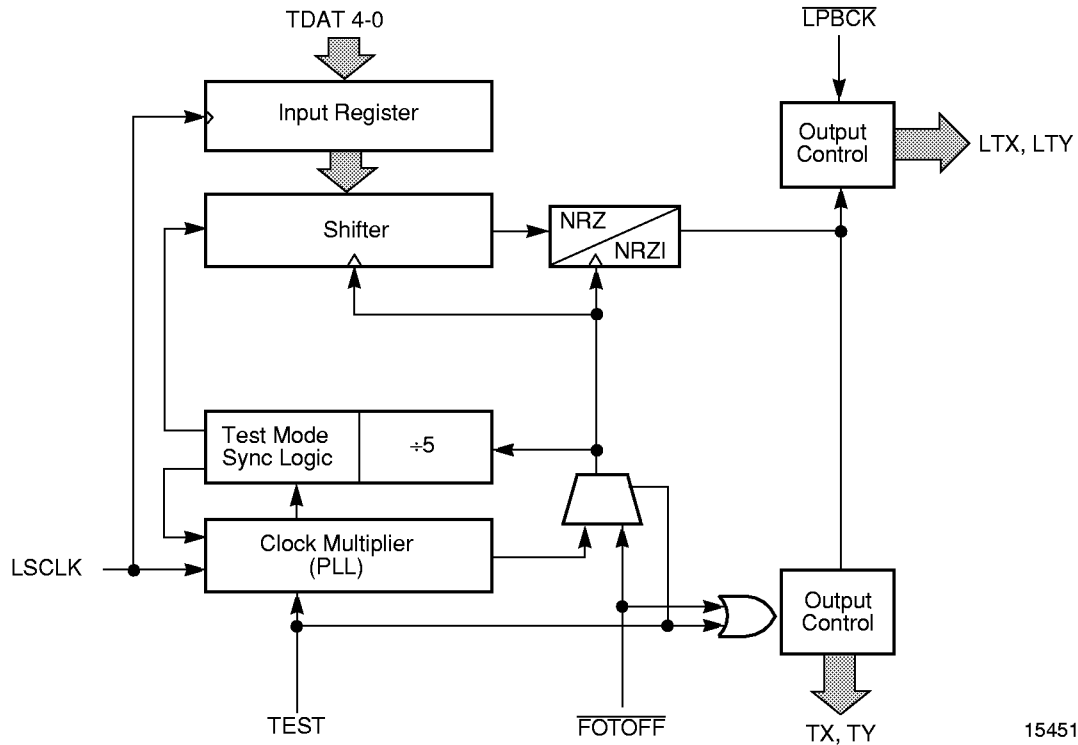 TDAT 4-0
LPBCK
Input Register
Output
Control
LTX, LTY
Shifter
NRZ
NRZI
Test Mode
Sync Logic
÷5
Clock Multiplier
(PLL)
LSCLK
Output
Control
TEST
FOTOFF
TX, TY
15451